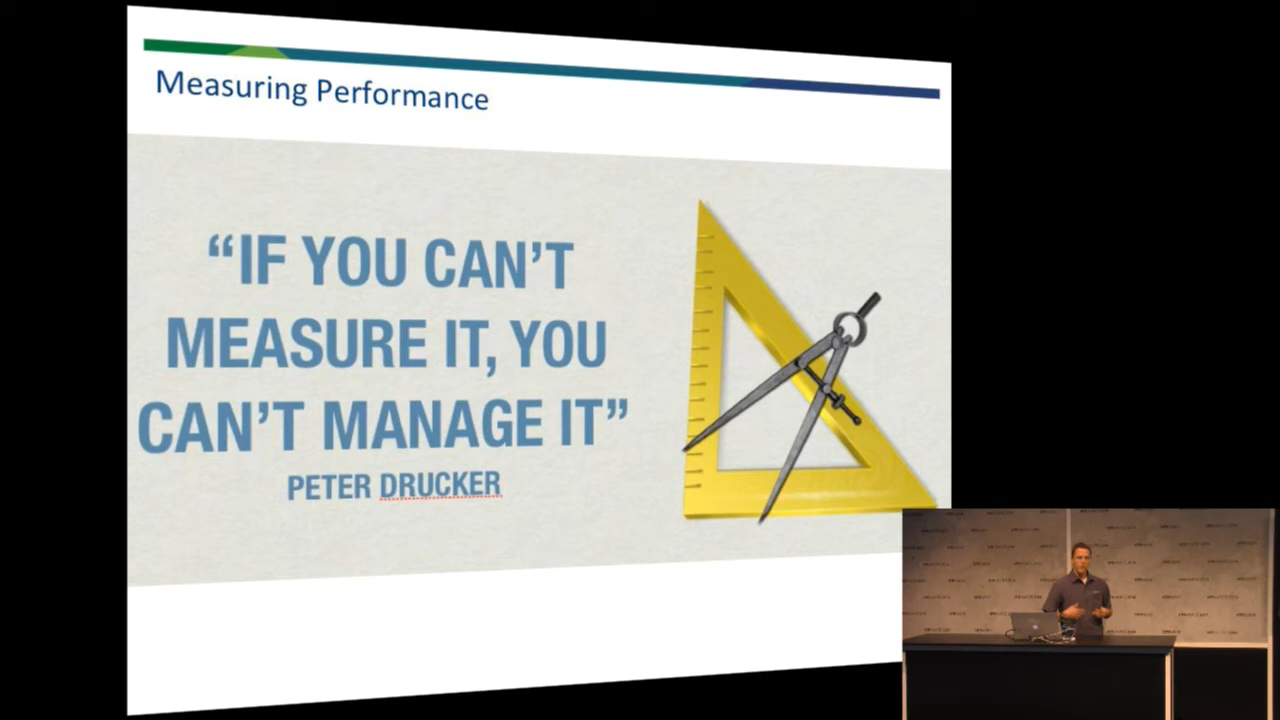 Measuring Performance
“IF YOU CAN’T
MEASURE IT, YOU
CAN’T MANAGE IT”
PETER DRUCKER